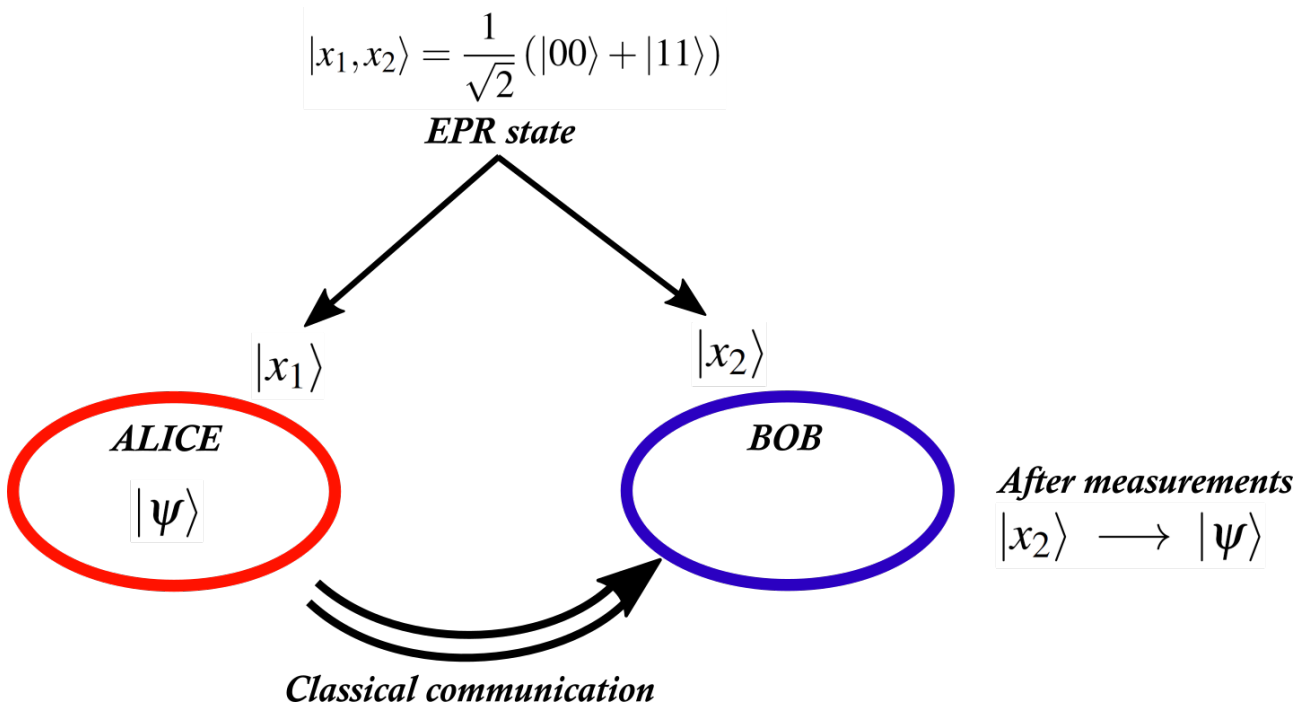 |x₁,x₂⟩ = 1/√2 (|00⟩ + |11⟩)
EPR state
|x₁⟩
|x₂⟩
ALICE
BOB
|ψ⟩
After measurements
|x₂⟩ ⟶ |ψ⟩
Classical communication